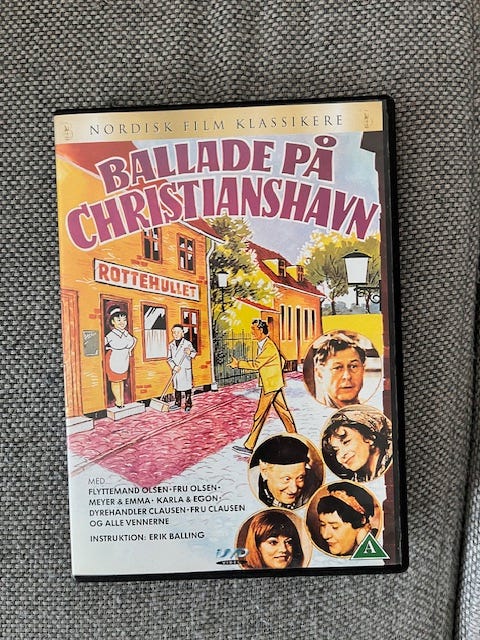 NORDISK FILM KLASSIKERE
BALLADE PÅ
CHRISTIANSHAVN
ROTTEHULLET
MED...
FLYTTEMAND OLSEN · FRU OLSEN ·
MEYER & EMMA · KARLA & EGON ·
DYREHANDLER CLAUSEN · FRU CLAUSEN
OG ALLE VENNERNE
INSTRUKTION: ERIK BALLING
DVD
VIDEO
A